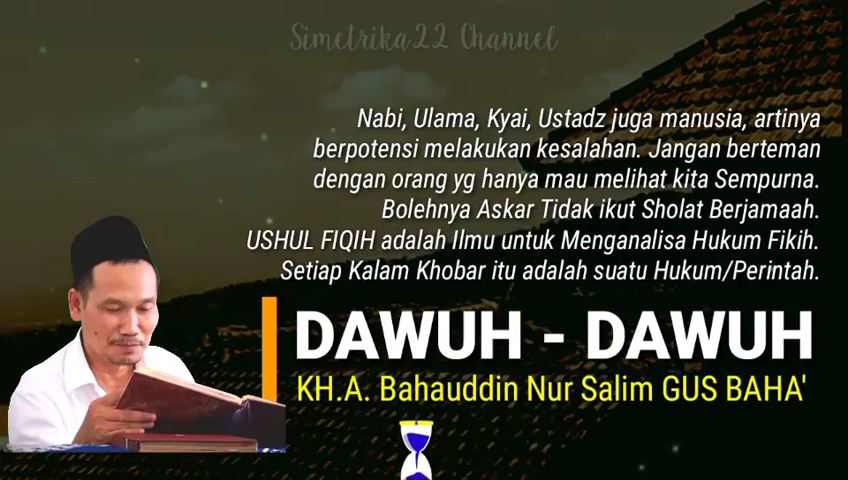 Simetrika22 Channel
Nabi, Ulama, Kyai, Ustadz juga manusia, artinya
berpotensi melakukan kesalahan. Jangan berteman
dengan orang yg hanya mau melihat kita Sempurna.
Bolehnya Askar Tidak ikut Sholat Berjamaah.
USHUL FIQIH adalah Ilmu untuk Menganalisa Hukum Fikih.
Setiap Kalam Khobar itu adalah suatu Hukum/Perintah.
DAWUH - DAWUH
KH.A. Bahauddin Nur Salim GUS BAHA'